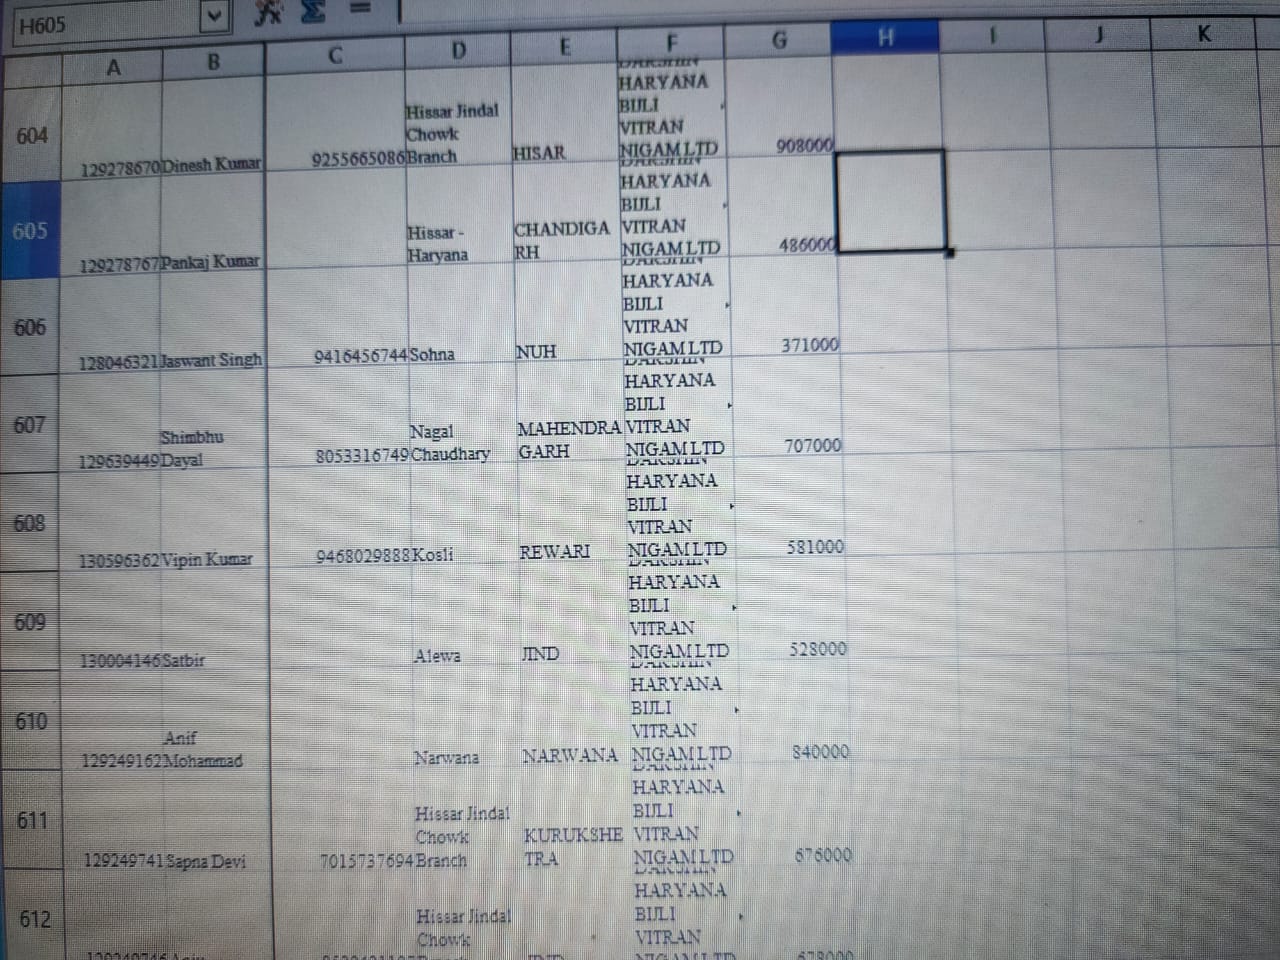 H605
A B C D E F G H I J K
604 129278670 Dinesh Kumar 9255665086 Hissar Jindal Chowk Branch HISAR HARYANA BIJLI VITRAN NIGAM LTD 908000
605 129278767 Pankaj Kumar Hissar - Haryana CHANDIGARH HARYANA BIJLI VITRAN NIGAM LTD 486000
606 128046321 Jaswant Singh 9416456744 Sohna NUH HARYANA BIJLI VITRAN NIGAM LTD 371000
607 129639449 Shimbhu Dayal 8053316749 Nagal Chaudhary MAHENDRAGARH HARYANA BIJLI VITRAN NIGAM LTD 707000
608 130596362 Vipin Kumar 9468029888 Kosli REWARI HARYANA BIJLI VITRAN NIGAM LTD 581000
609 130004146 Satbir Alewa JIND HARYANA BIJLI VITRAN NIGAM LTD 528000
610 129249162 Anif Mohammad Narwana NARWANA HARYANA BIJLI VITRAN NIGAM LTD 840000
611 129249741 Sapna Devi 7015737694 Hissar Jindal Chowk Branch KURUKSHETRA HARYANA BIJLI VITRAN NIGAM LTD 676000
612 Hissar Jindal Chowk HARYANA BIJLI VITRAN